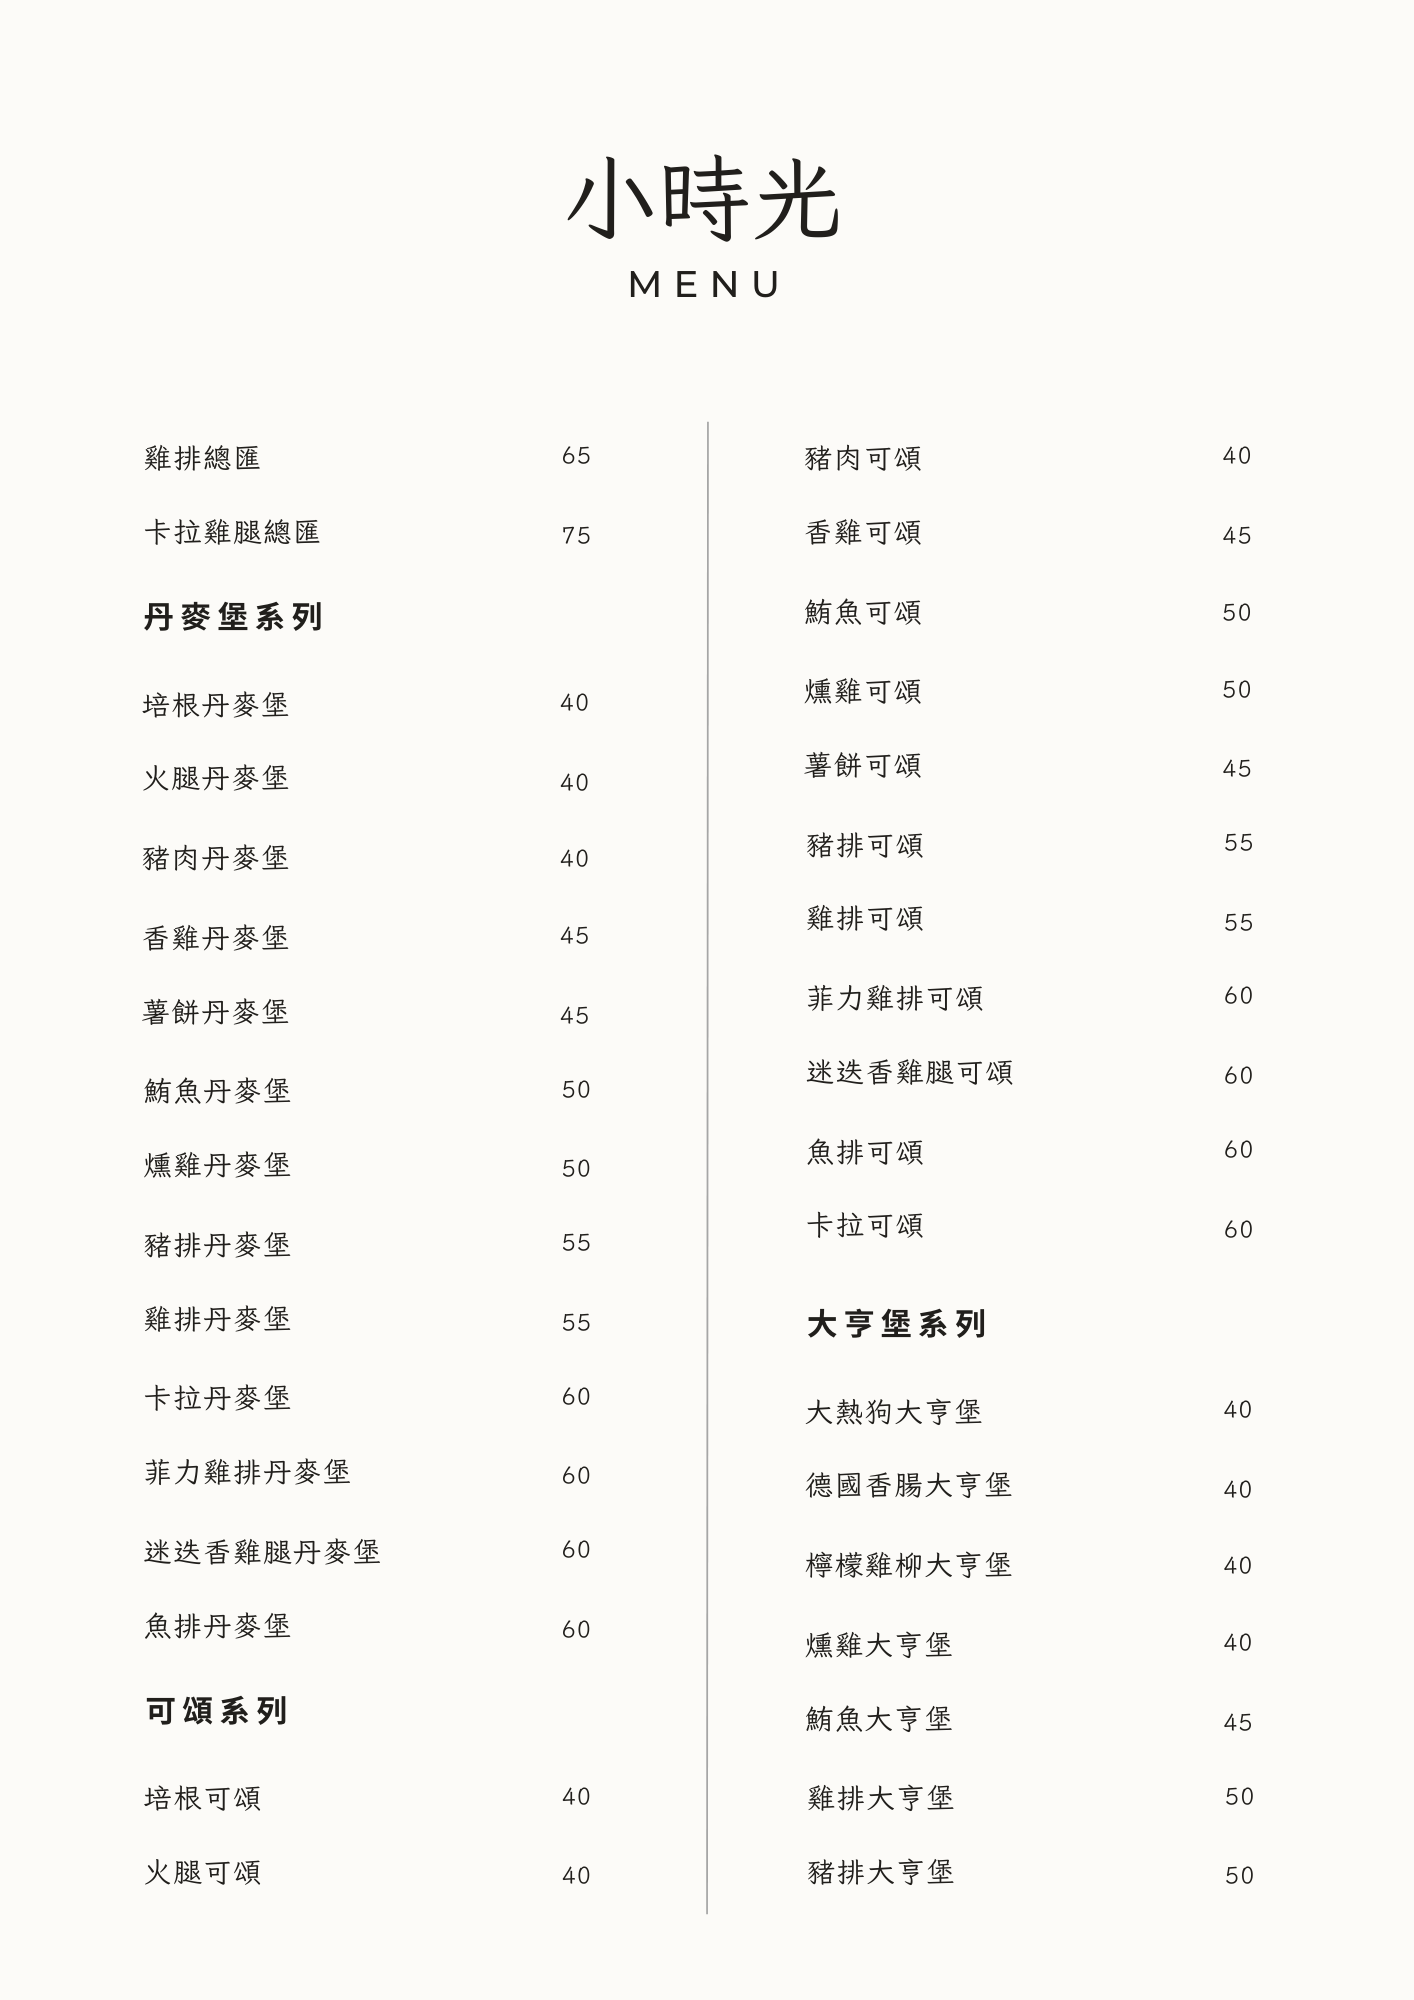 小時光
MENU
雞排總匯 65
卡拉雞腿總匯 75
丹麥堡系列
培根丹麥堡 40
火腿丹麥堡 40
豬肉丹麥堡 40
香雞丹麥堡 45
薯餅丹麥堡 45
鮪魚丹麥堡 50
燻雞丹麥堡 50
豬排丹麥堡 55
雞排丹麥堡 55
卡拉丹麥堡 60
菲力雞排丹麥堡 60
迷迭香雞腿丹麥堡 60
魚排丹麥堡 60
可頌系列
培根可頌 40
火腿可頌 40
豬肉可頌 40
香雞可頌 45
鮪魚可頌 50
燻雞可頌 50
薯餅可頌 45
豬排可頌 55
雞排可頌 55
菲力雞排可頌 60
迷迭香雞腿可頌 60
魚排可頌 60
卡拉可頌 60
大亨堡系列
大熱狗大亨堡 40
德國香腸大亨堡 40
檸檬雞柳大亨堡 40
燻雞大亨堡 40
鮪魚大亨堡 45
雞排大亨堡 50
豬排大亨堡 50